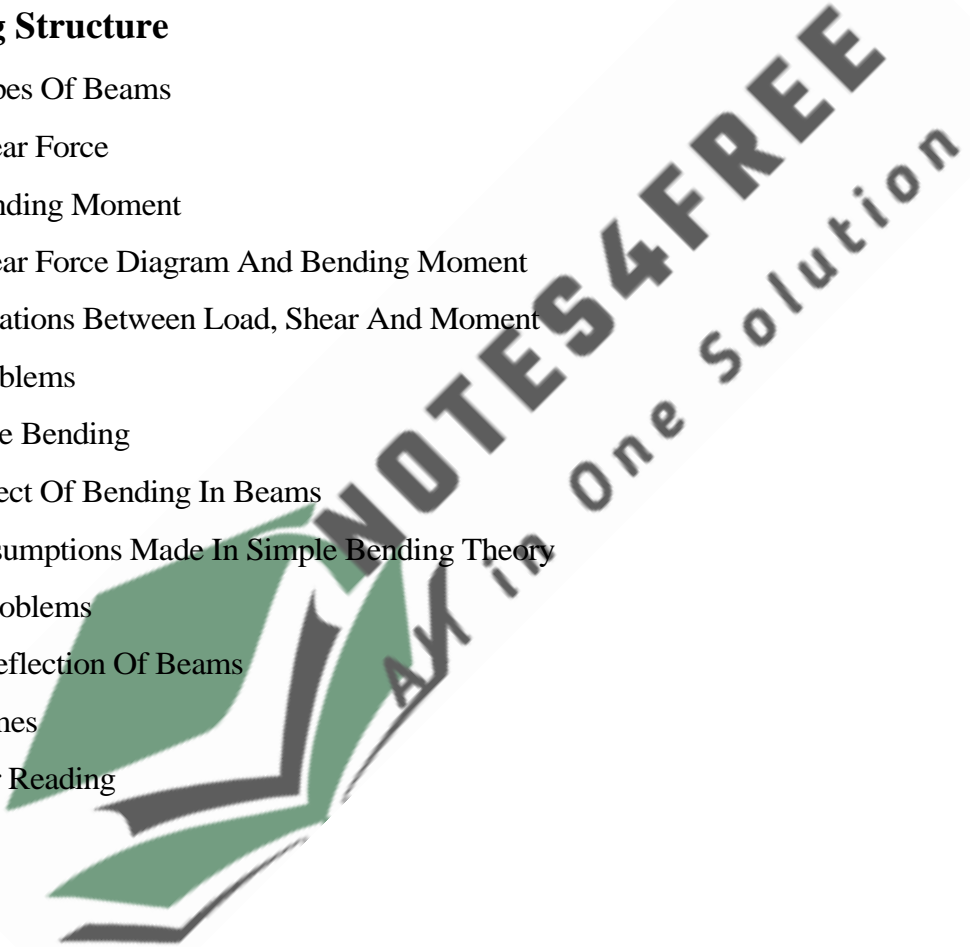 g Structure
pes Of Beams
ear Force
nding Moment
ear Force Diagram And Bending Moment
ations Between Load, Shear And Moment
blems
e Bending
ect Of Bending In Beams
sumptions Made In Simple Bending Theory
oblems
eflection Of Beams
mes
r Reading
NOTES4FREE
All in One Solution